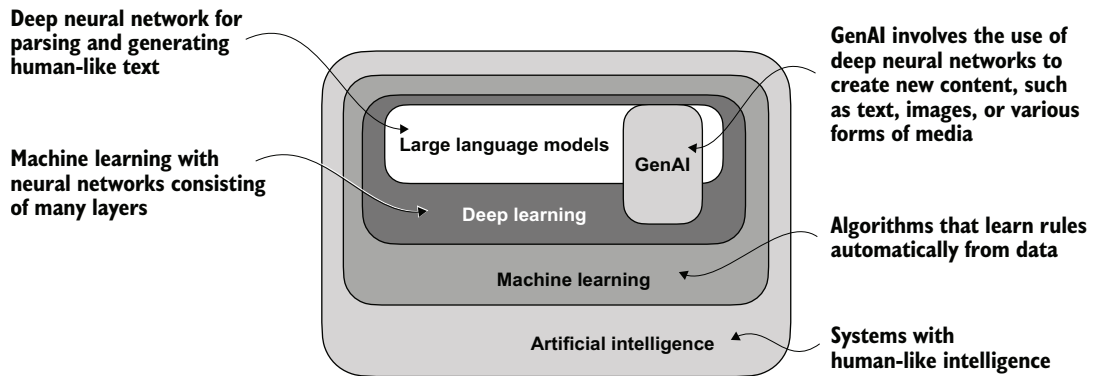 Deep neural network for
parsing and generating
human-like text
Machine learning with
neural networks consisting
of many layers
Large language models
GenAI
Deep learning
Machine learning
Artificial intelligence
GenAI involves the use of
deep neural networks to
create new content, such
as text, images, or various
forms of media
Algorithms that learn rules
automatically from data
Systems with
human-like intelligence